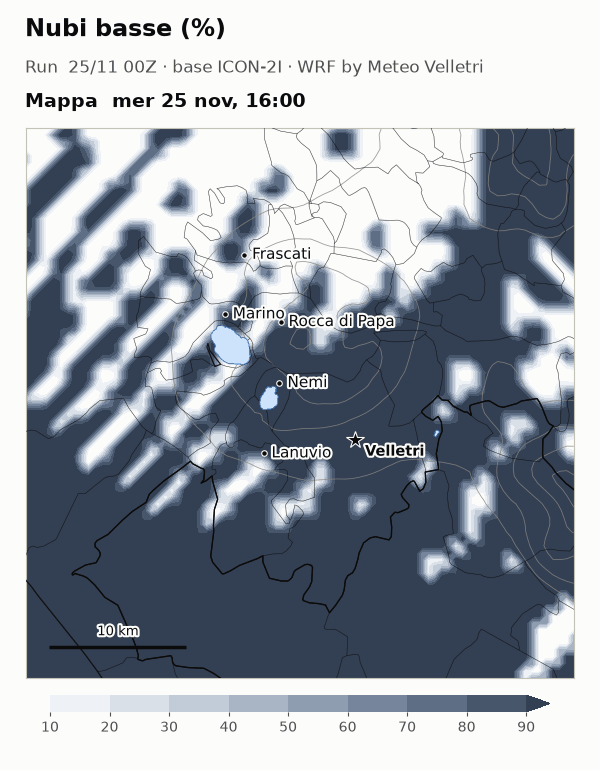 Nubi basse (%)
Run  25/11 00Z · base ICON-2I · WRF by Meteo Velletri
Mappa  mer 25 nov, 16:00
Frascati
Marino
Rocca di Papa
Nemi
Velletri
Lanuvio
10 km
10 20 30 40 50 60 70 80 90